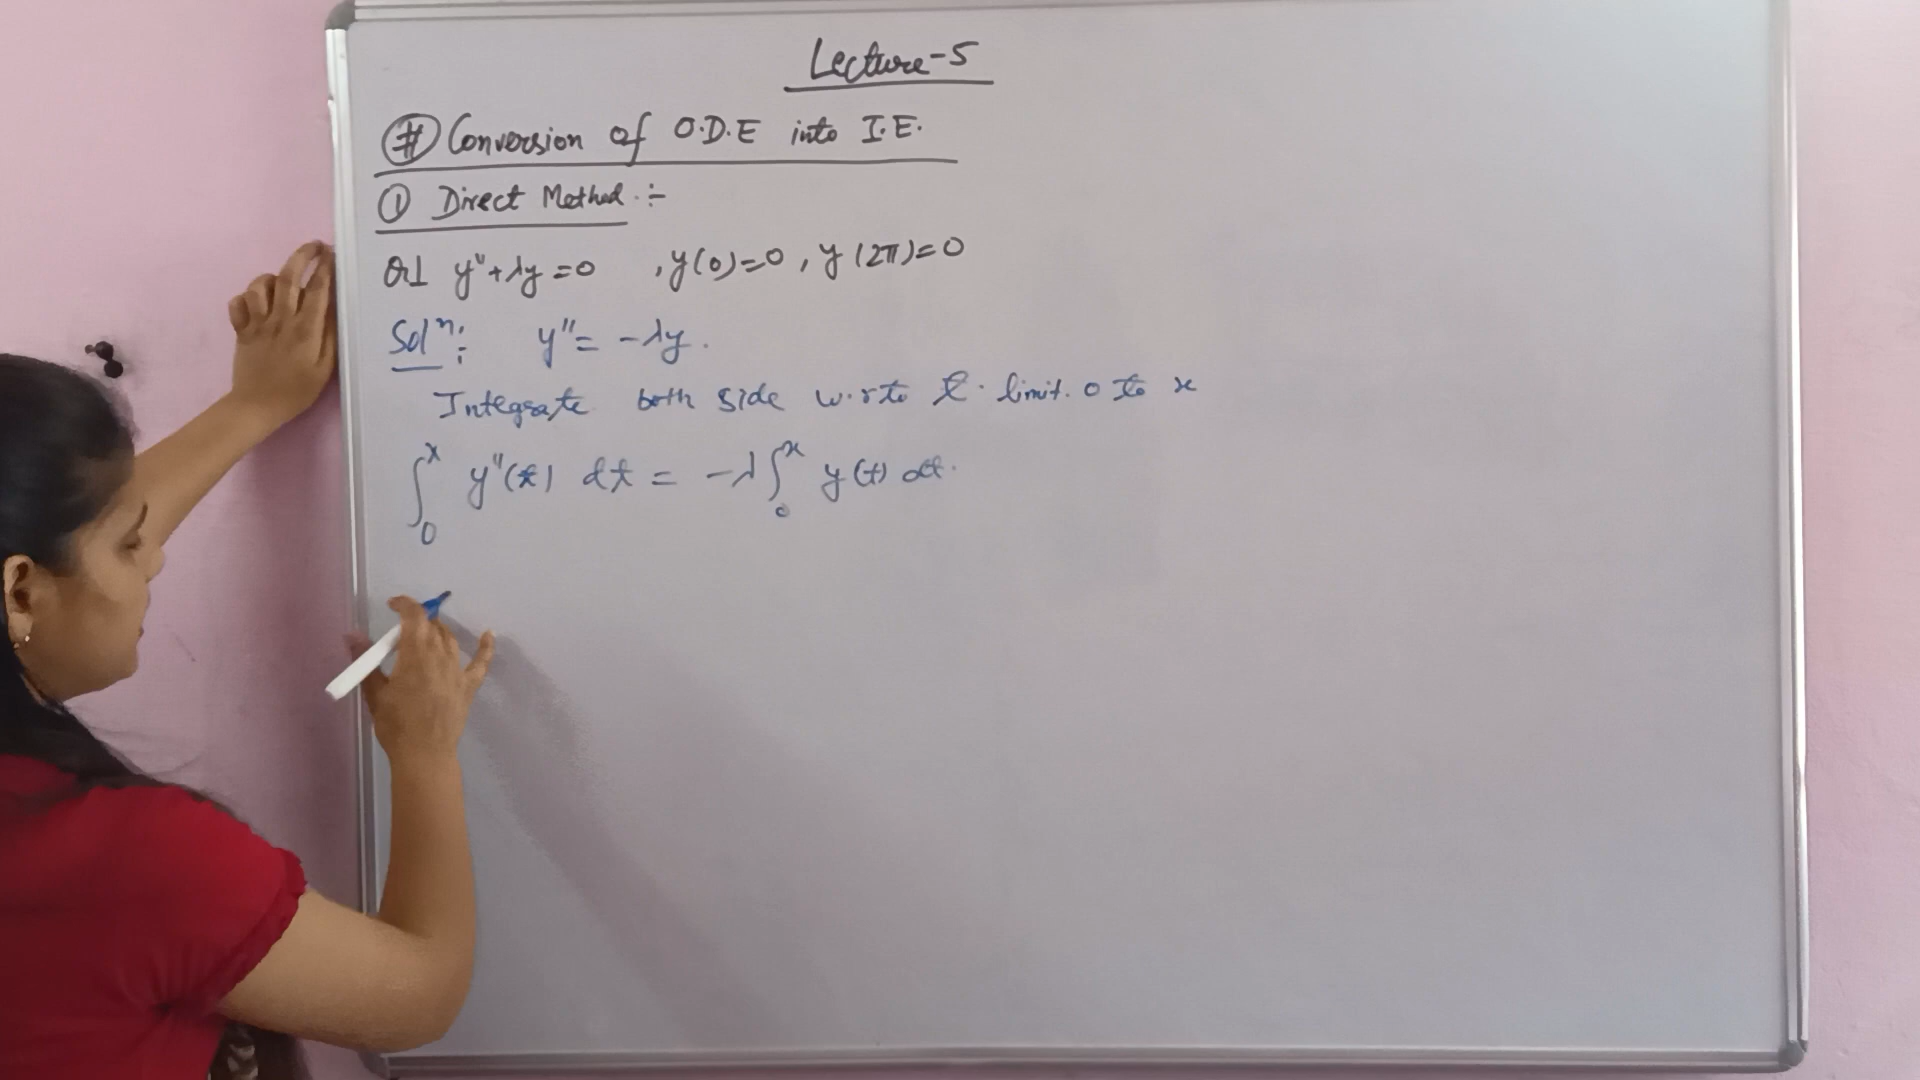 Lecture-5
# Conversion of O.D.E into I.E.
① Direct Method :-
Q1 y''+λy=0 , y(0)=0, y(2π)=0
Solⁿ: y''= -λy.
Integrate both side w.r to t. limit. 0 to x
∫₀ˣ y''(t) dt = -λ∫₀ˣ y(t) dt.